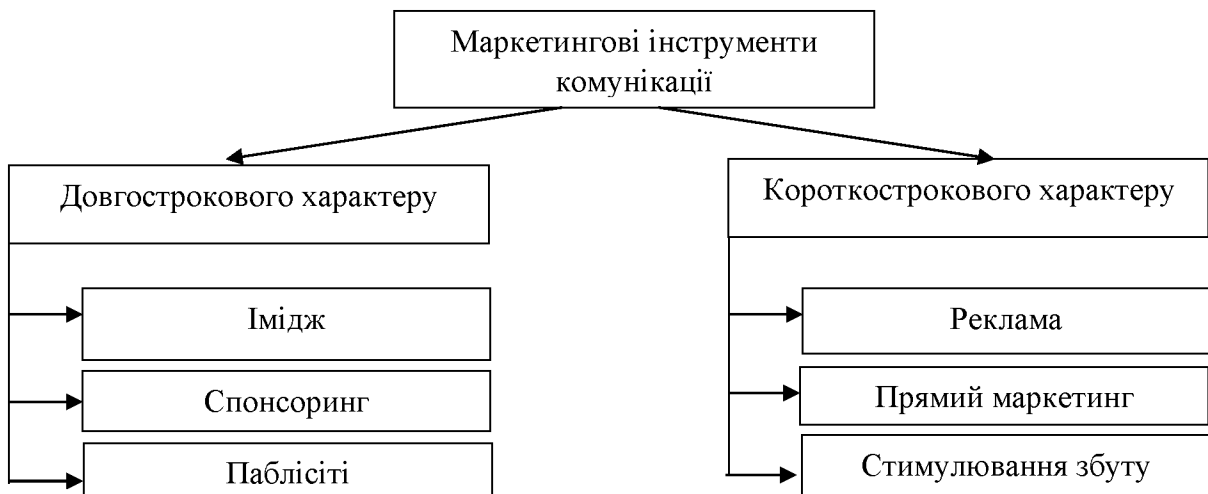 Маркетингові інструменти
комунікації
Довгострокового характеру
Імідж
Спонсоринг
Паблісіті
Короткострокового характеру
Реклама
Прямий маркетинг
Стимулювання збуту